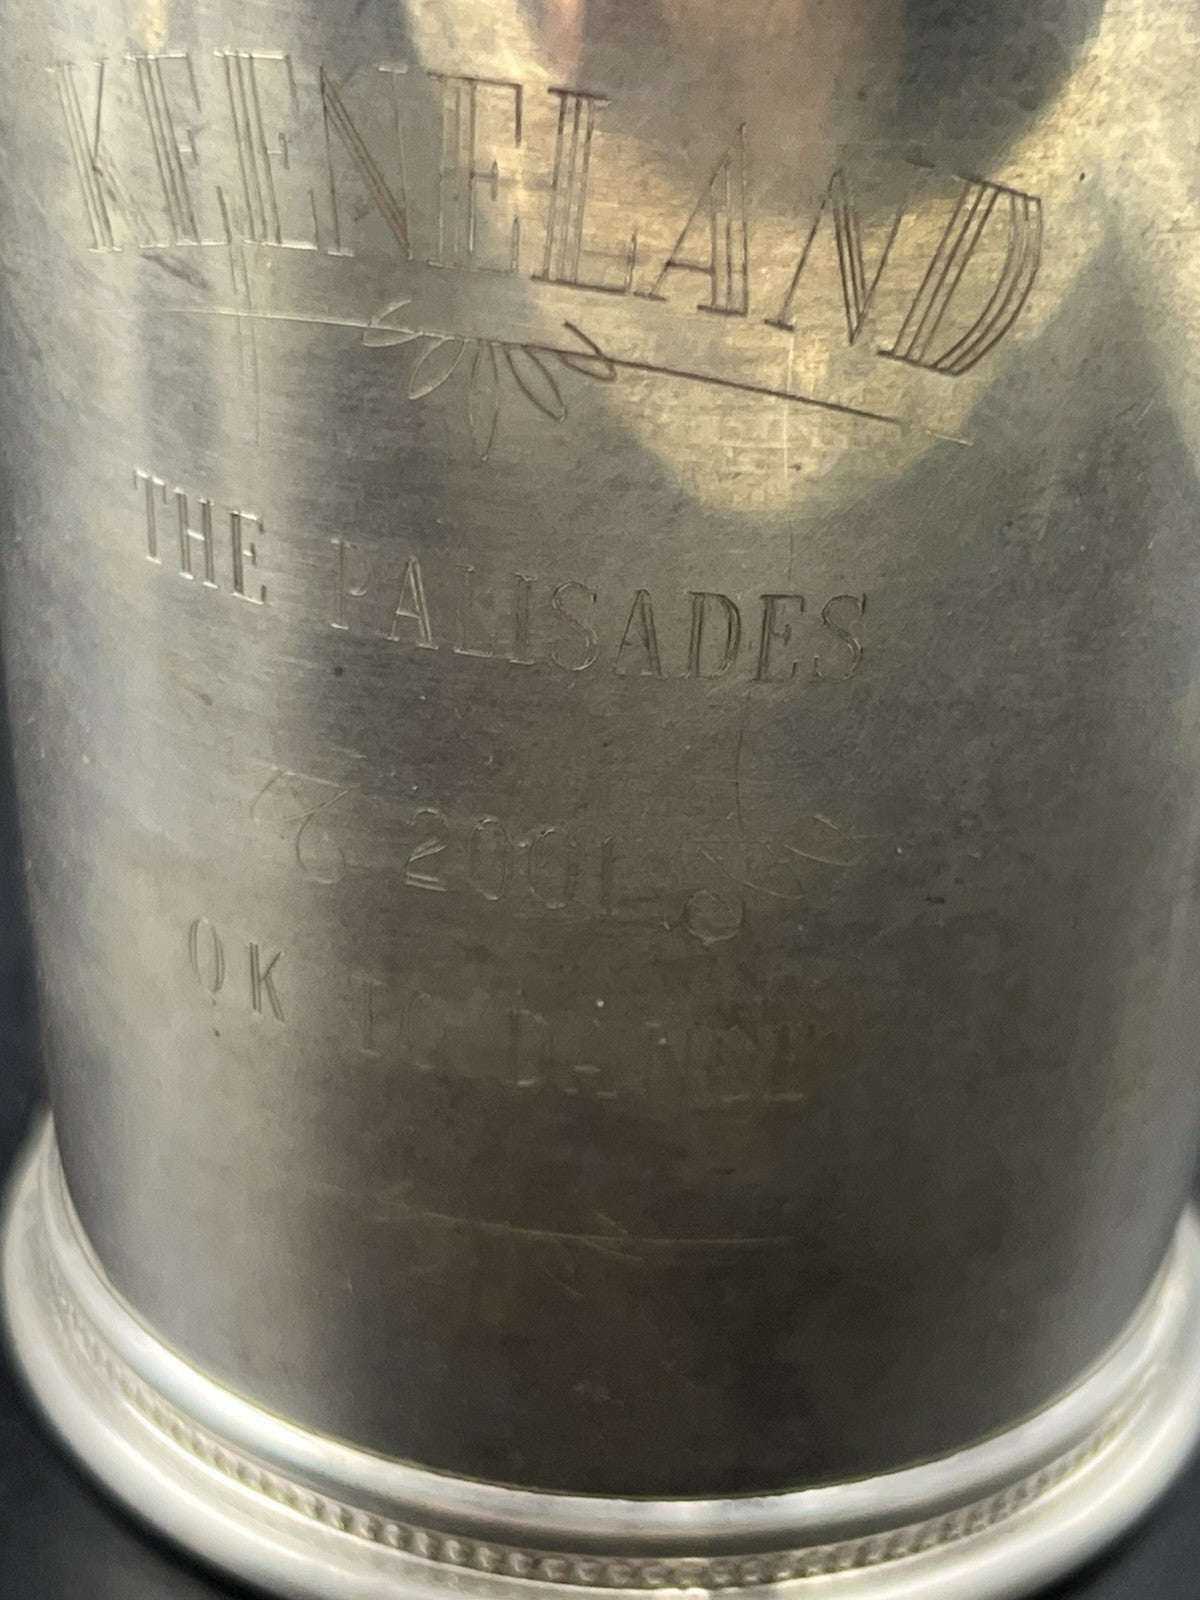 KEENELAND
THE PALISADES
2001
OK TO DANCE